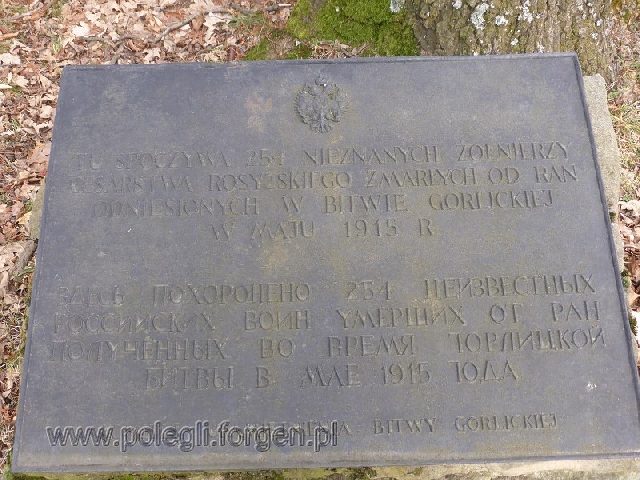 TU SPOCZYWA 254 NIEZNANYCH ŻOŁNIERZY
CESARSTWA ROSYJSKIEGO ZMARŁYCH OD RAN
ODNIESIONYCH W BITWIE GORLICKIEJ
W MAJU 1915 R.
ЗДЕСЬ ПОХОРОНЕНО 254 НЕИЗВЕСТНЫХ
РОССИЙСКИХ ВОИН УМЕРШИХ ОТ РАН
ПОЛУЧЕННЫХ ВО ВРЕМЯ ГОРЛИЦКОЙ
БИТВЫ В МАЕ 1915 ГОДА
BITWY GORLICKIEJ
www.polegli.forgen.pl